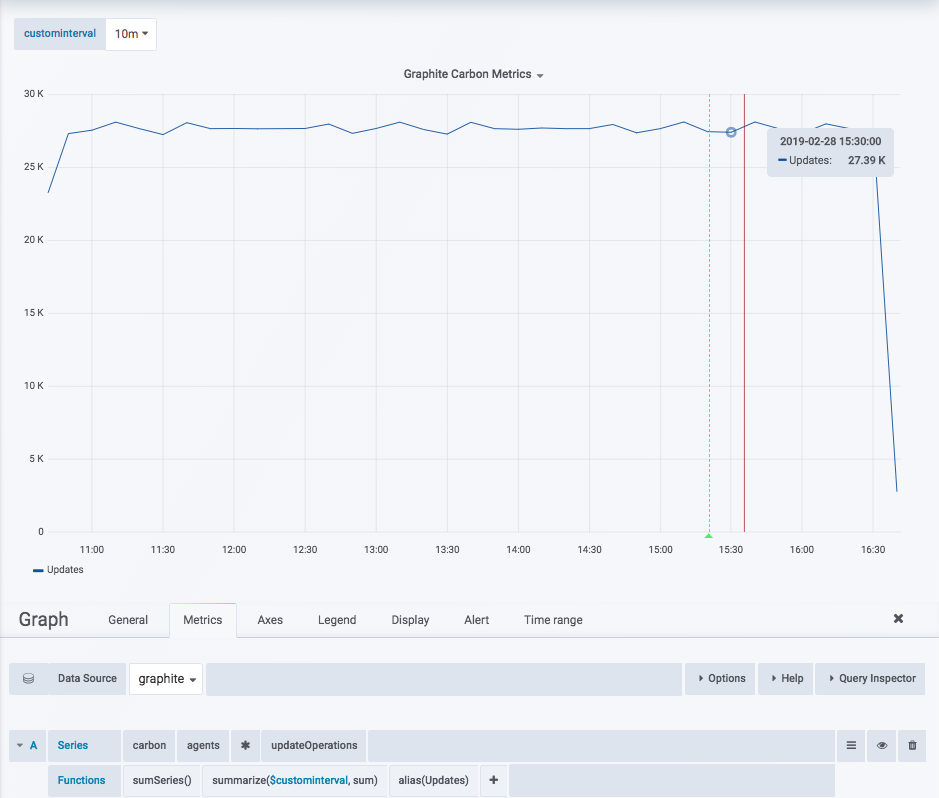 custominterval 10m
Graphite Carbon Metrics
30 K
25 K
20 K
15 K
10 K
5 K
0
2019-02-28 15:30:00
Updates: 27.39 K
11:00 11:30 12:00 12:30 13:00 13:30 14:00 14:30 15:00 15:30 16:00 16:30
Updates
Graph General Metrics Axes Legend Display Alert Time range
Data Source graphite Options Help Query Inspector
A Series carbon agents * updateOperations
Functions sumSeries() summarize($custominterval, sum) alias(Updates) +